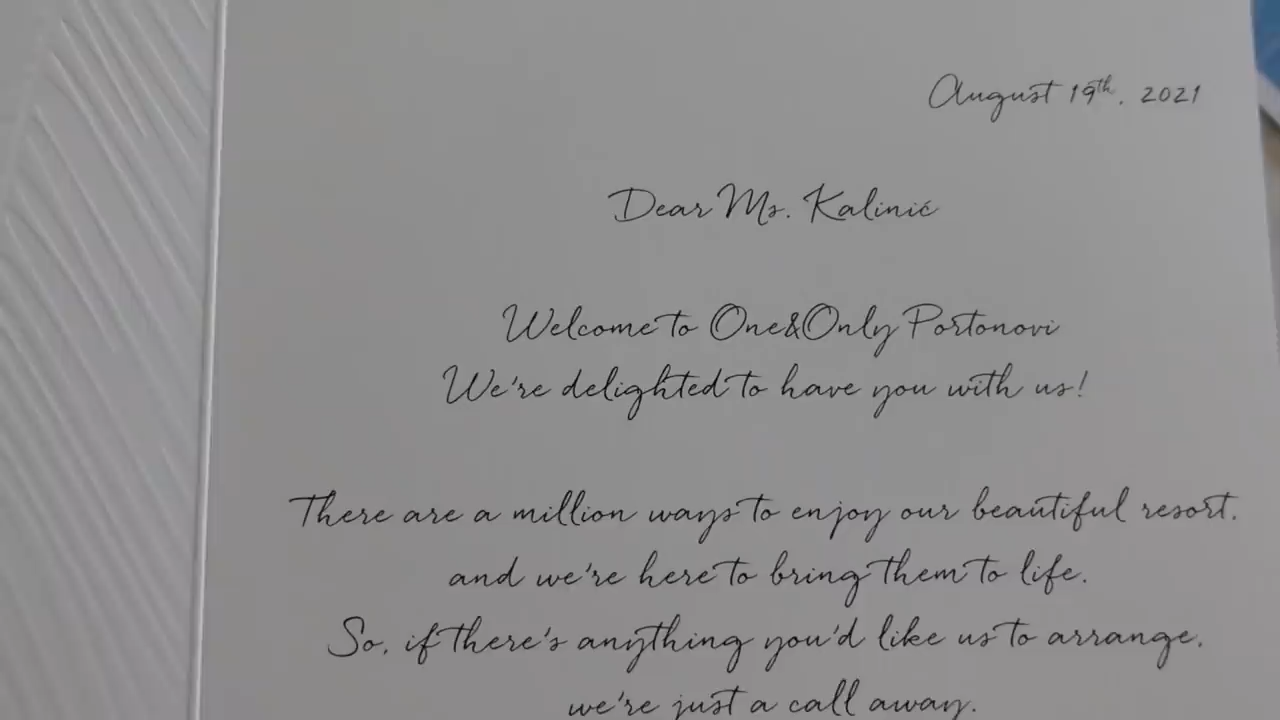 August 19th, 2021
Dear Ms. Kalinić
Welcome to One&Only Portonovi
We're delighted to have you with us!
There are a million ways to enjoy our beautiful resort,
and we're here to bring them to life.
So, if there's anything you'd like us to arrange,
we're just a call away.